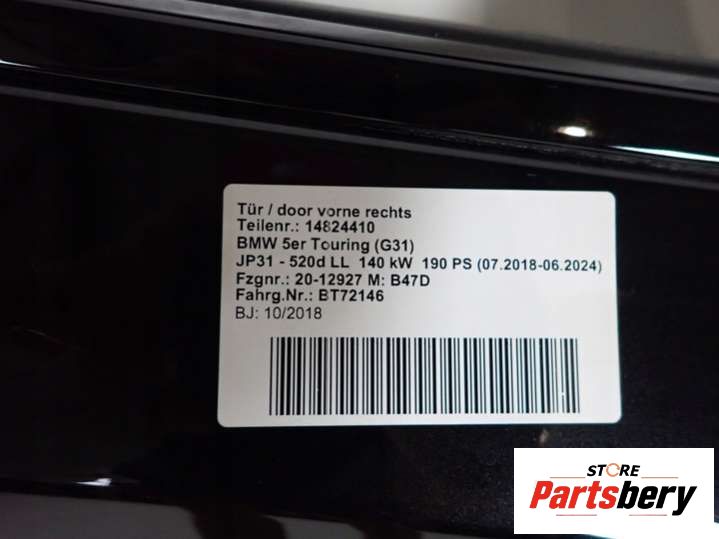 Tür / door vorne rechts
Teilenr.: 14824410
BMW 5er Touring (G31)
JP31 - 520d LL 140 kW 190 PS (07.2018-06.2024)
Fzgnr.: 20-12927 M: B47D
Fahrg.Nr.: BT72146
BJ: 10/2018
STORE
Partsbery